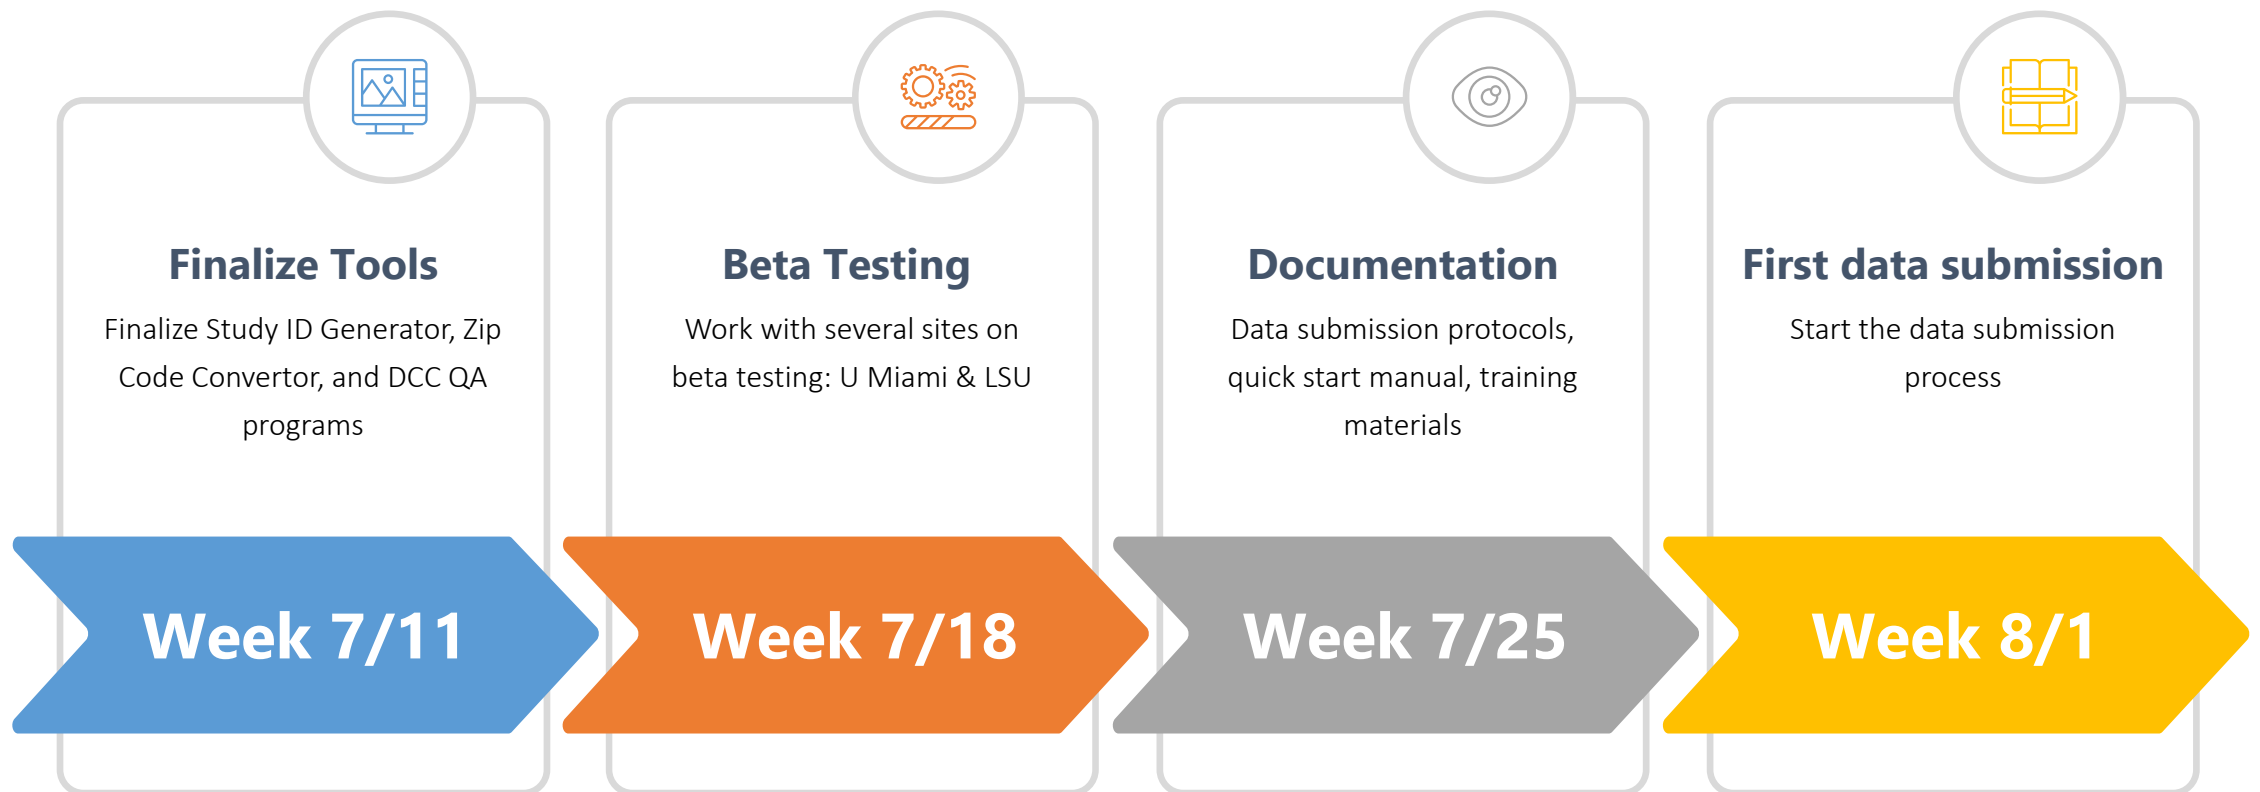 Finalize Tools
Finalize Study ID Generator, Zip
Code Convertor, and DCC QA
programs
Week 7/11
Beta Testing
Work with several sites on
beta testing: U Miami & LSU
Week 7/18
Documentation
Data submission protocols,
quick start manual, training
materials
Week 7/25
First data submission
Start the data submission
process
Week 8/1